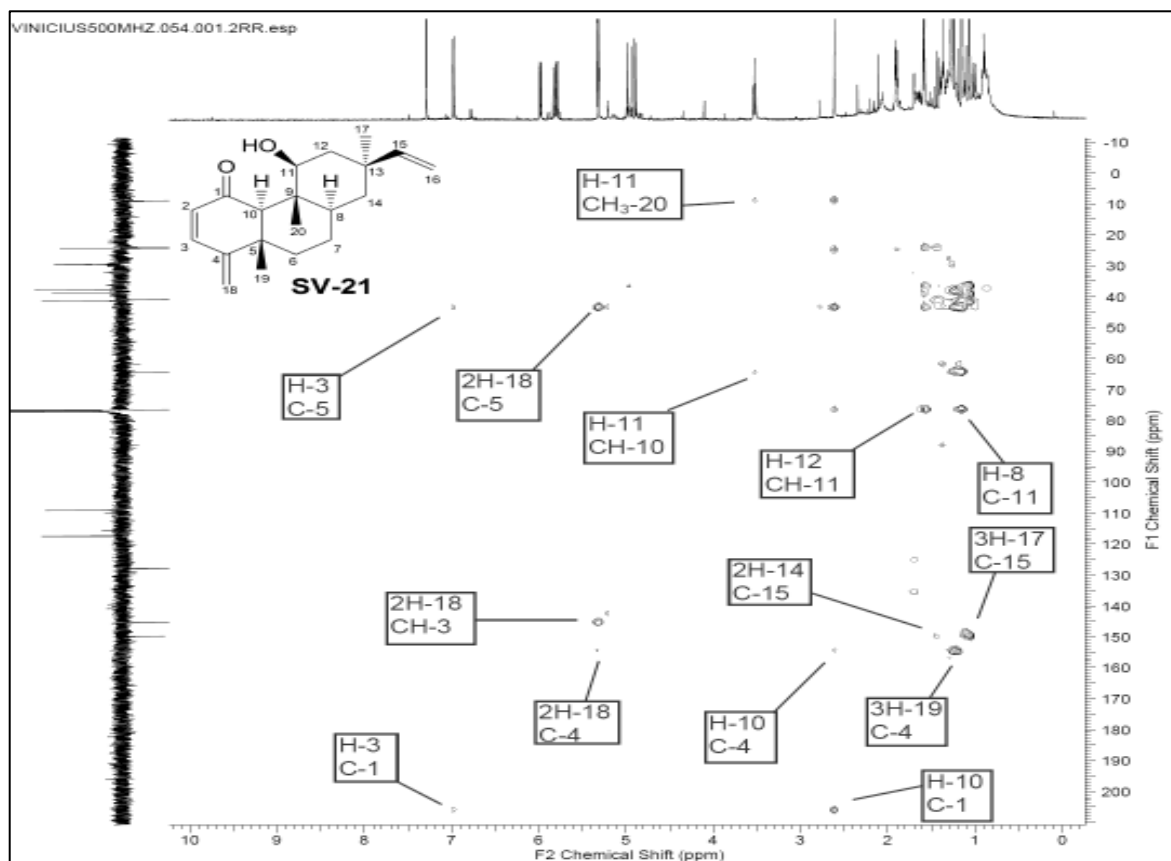 VINICIUS500MHZ.054.001.2RR.esp
17
15
HO
12
11
13
16
O
H
H
1
9
14
2
10
8
20
3
5
7
4
6
19
18
SV-21
H-11
CH₃-20
H-3
C-5
2H-18
C-5
H-11
CH-10
H-12
CH-11
H-8
C-11
3H-17
C-15
2H-14
C-15
2H-18
CH-3
2H-18
C-4
H-10
C-4
3H-19
C-4
H-3
C-1
H-10
C-1
-10
0
10
20
30
40
50
60
70
80
90
100
110
120
130
140
150
160
170
180
190
200
F1 Chemical Shift (ppm)
10 9 8 7 6 5 4 3 2 1 0
F2 Chemical Shift (ppm)